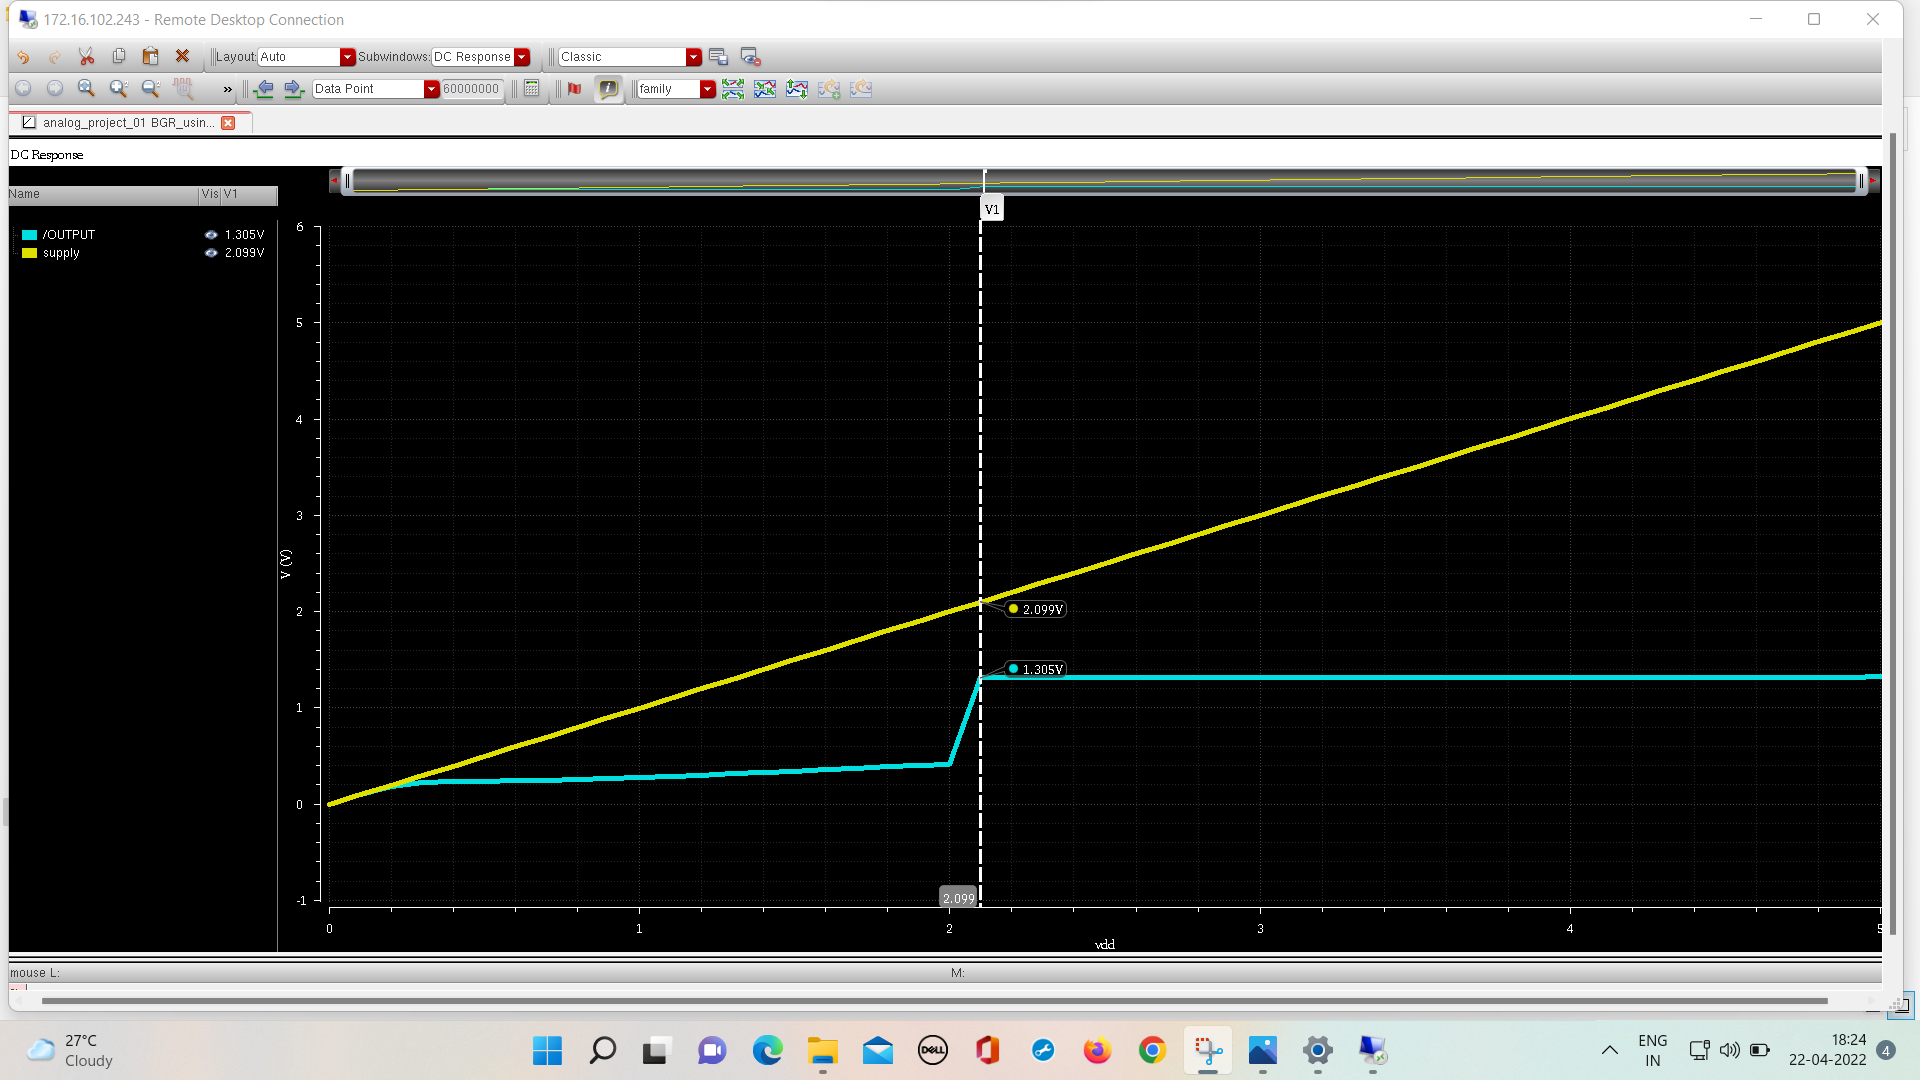 172.16.102.243 - Remote Desktop Connection
Layout: Auto Subwindows: DC Response Classic
» Data Point 60000000 family
analog_project_01 BGR_usin...
DC Response
Name Vis V1
/OUTPUT 1.305V
supply 2.099V
V1
6
5
4
3
2
1
0
-1
V (V)
2.099V
1.305V
2.099
0 1 2 3 4 5
vdd
mouse L: M:
27°C
Cloudy
DELL
ENG
IN
18:24
22-04-2022
4